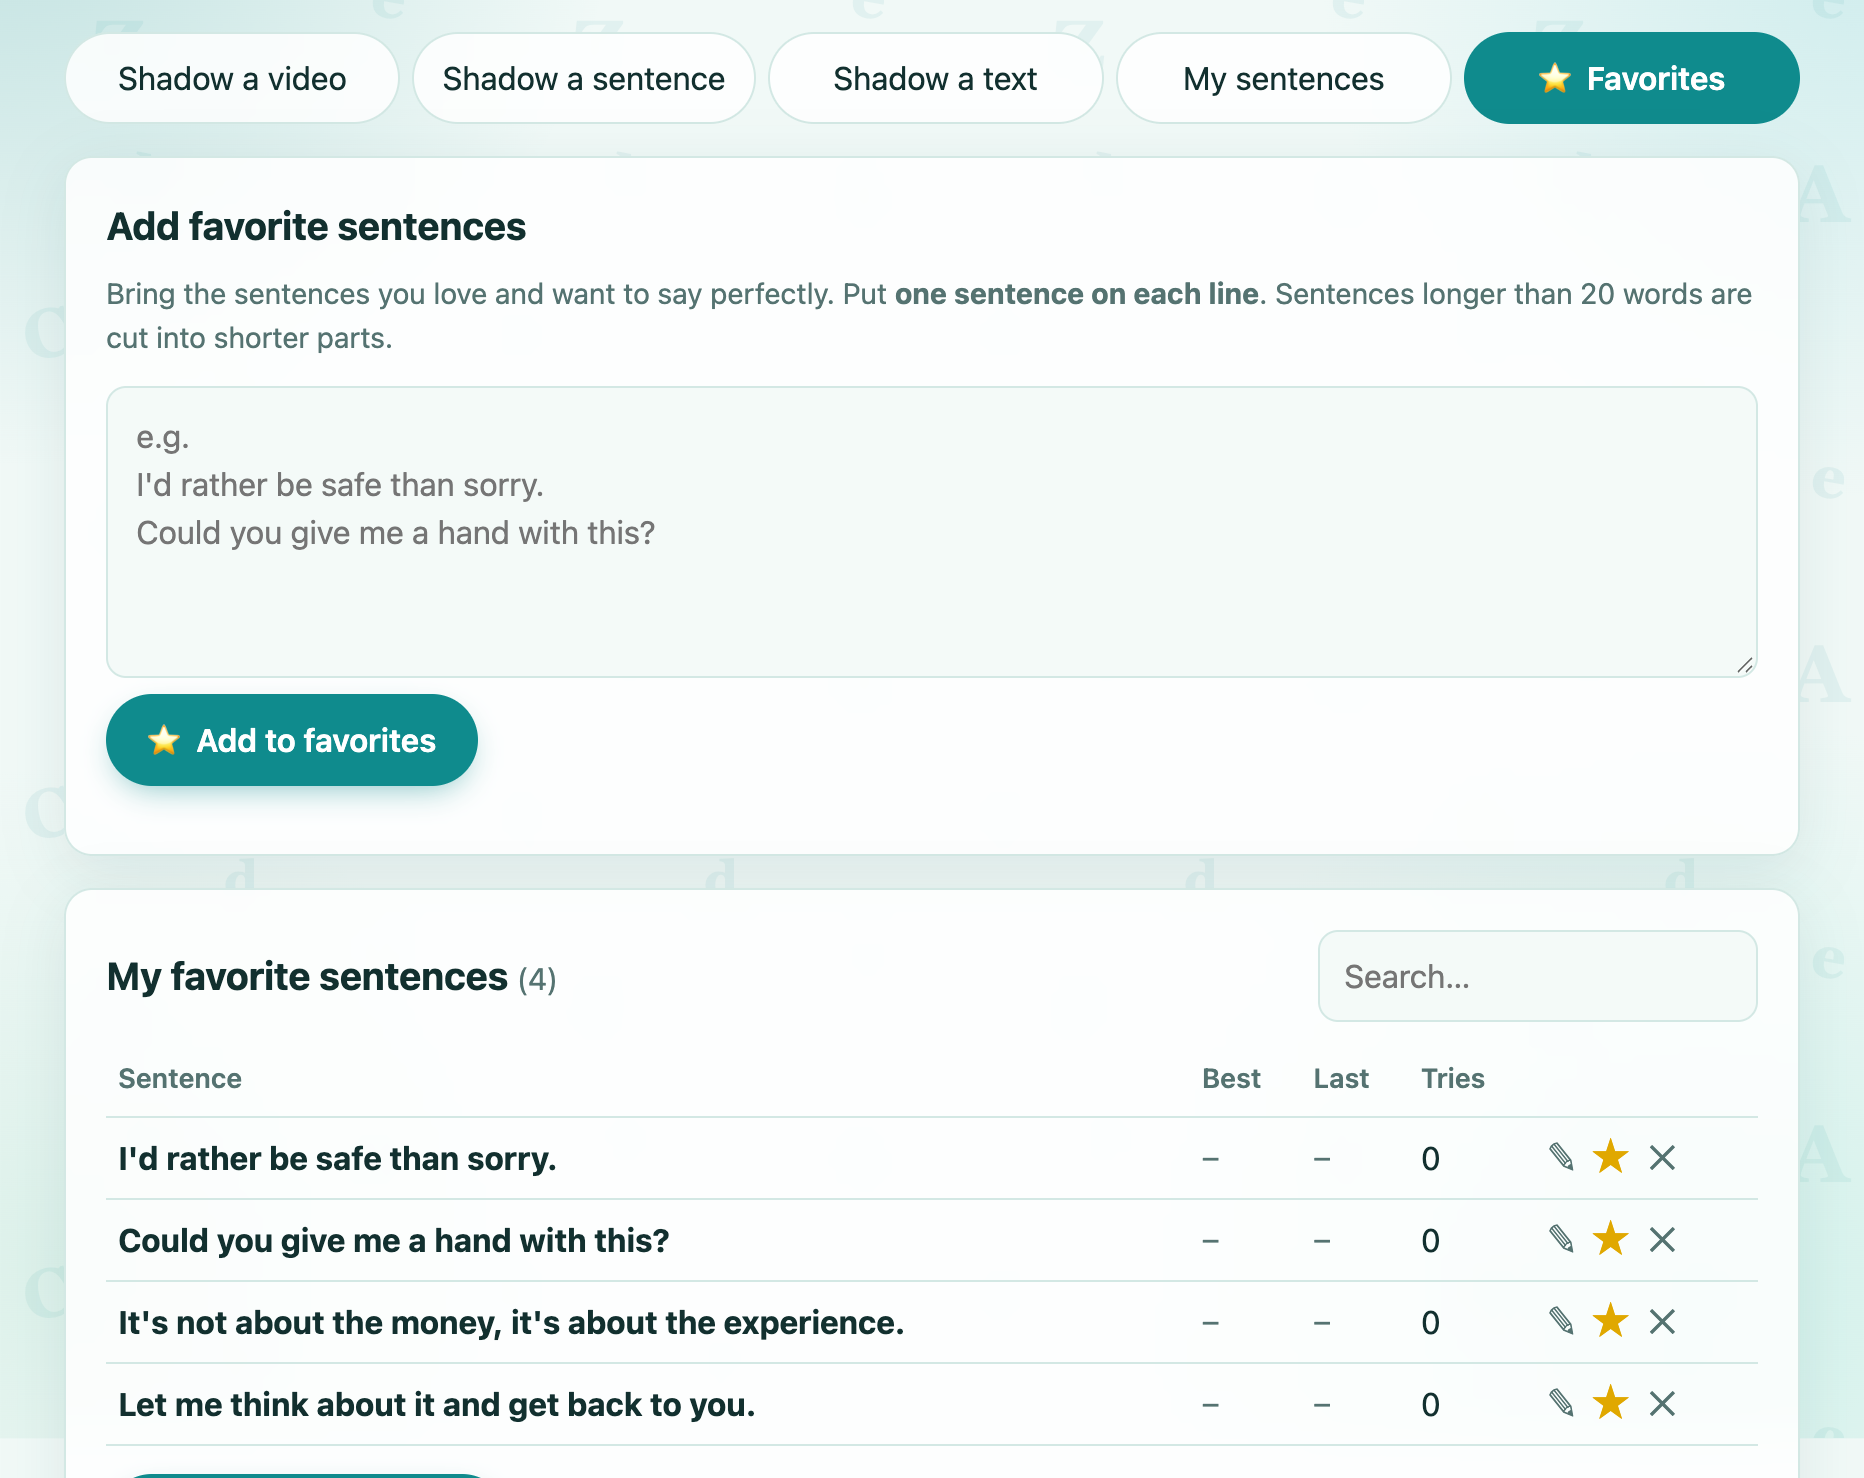 Shadow a video
Shadow a sentence
Shadow a text
My sentences
⭐ Favorites
Add favorite sentences
Bring the sentences you love and want to say perfectly. Put one sentence on each line. Sentences longer than 20 words are
cut into shorter parts.
e.g.
I'd rather be safe than sorry.
Could you give me a hand with this?
⭐ Add to favorites
My favorite sentences (4)
Search...
Sentence Best Last Tries
I'd rather be safe than sorry. – – 0 ✎ ★ ✕
Could you give me a hand with this? – – 0 ✎ ★ ✕
It's not about the money, it's about the experience. – – 0 ✎ ★ ✕
Let me think about it and get back to you. – – 0 ✎ ★ ✕